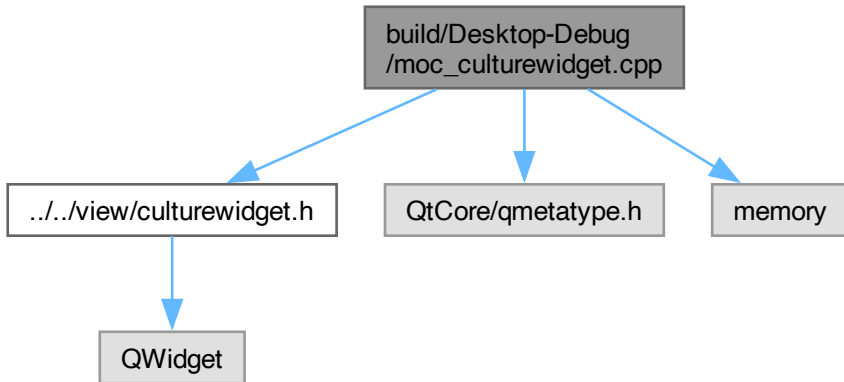 build/Desktop-Debug
/moc_culturewidget.cpp
../../view/culturewidget.h
QtCore/qmetatype.h
memory
QWidget